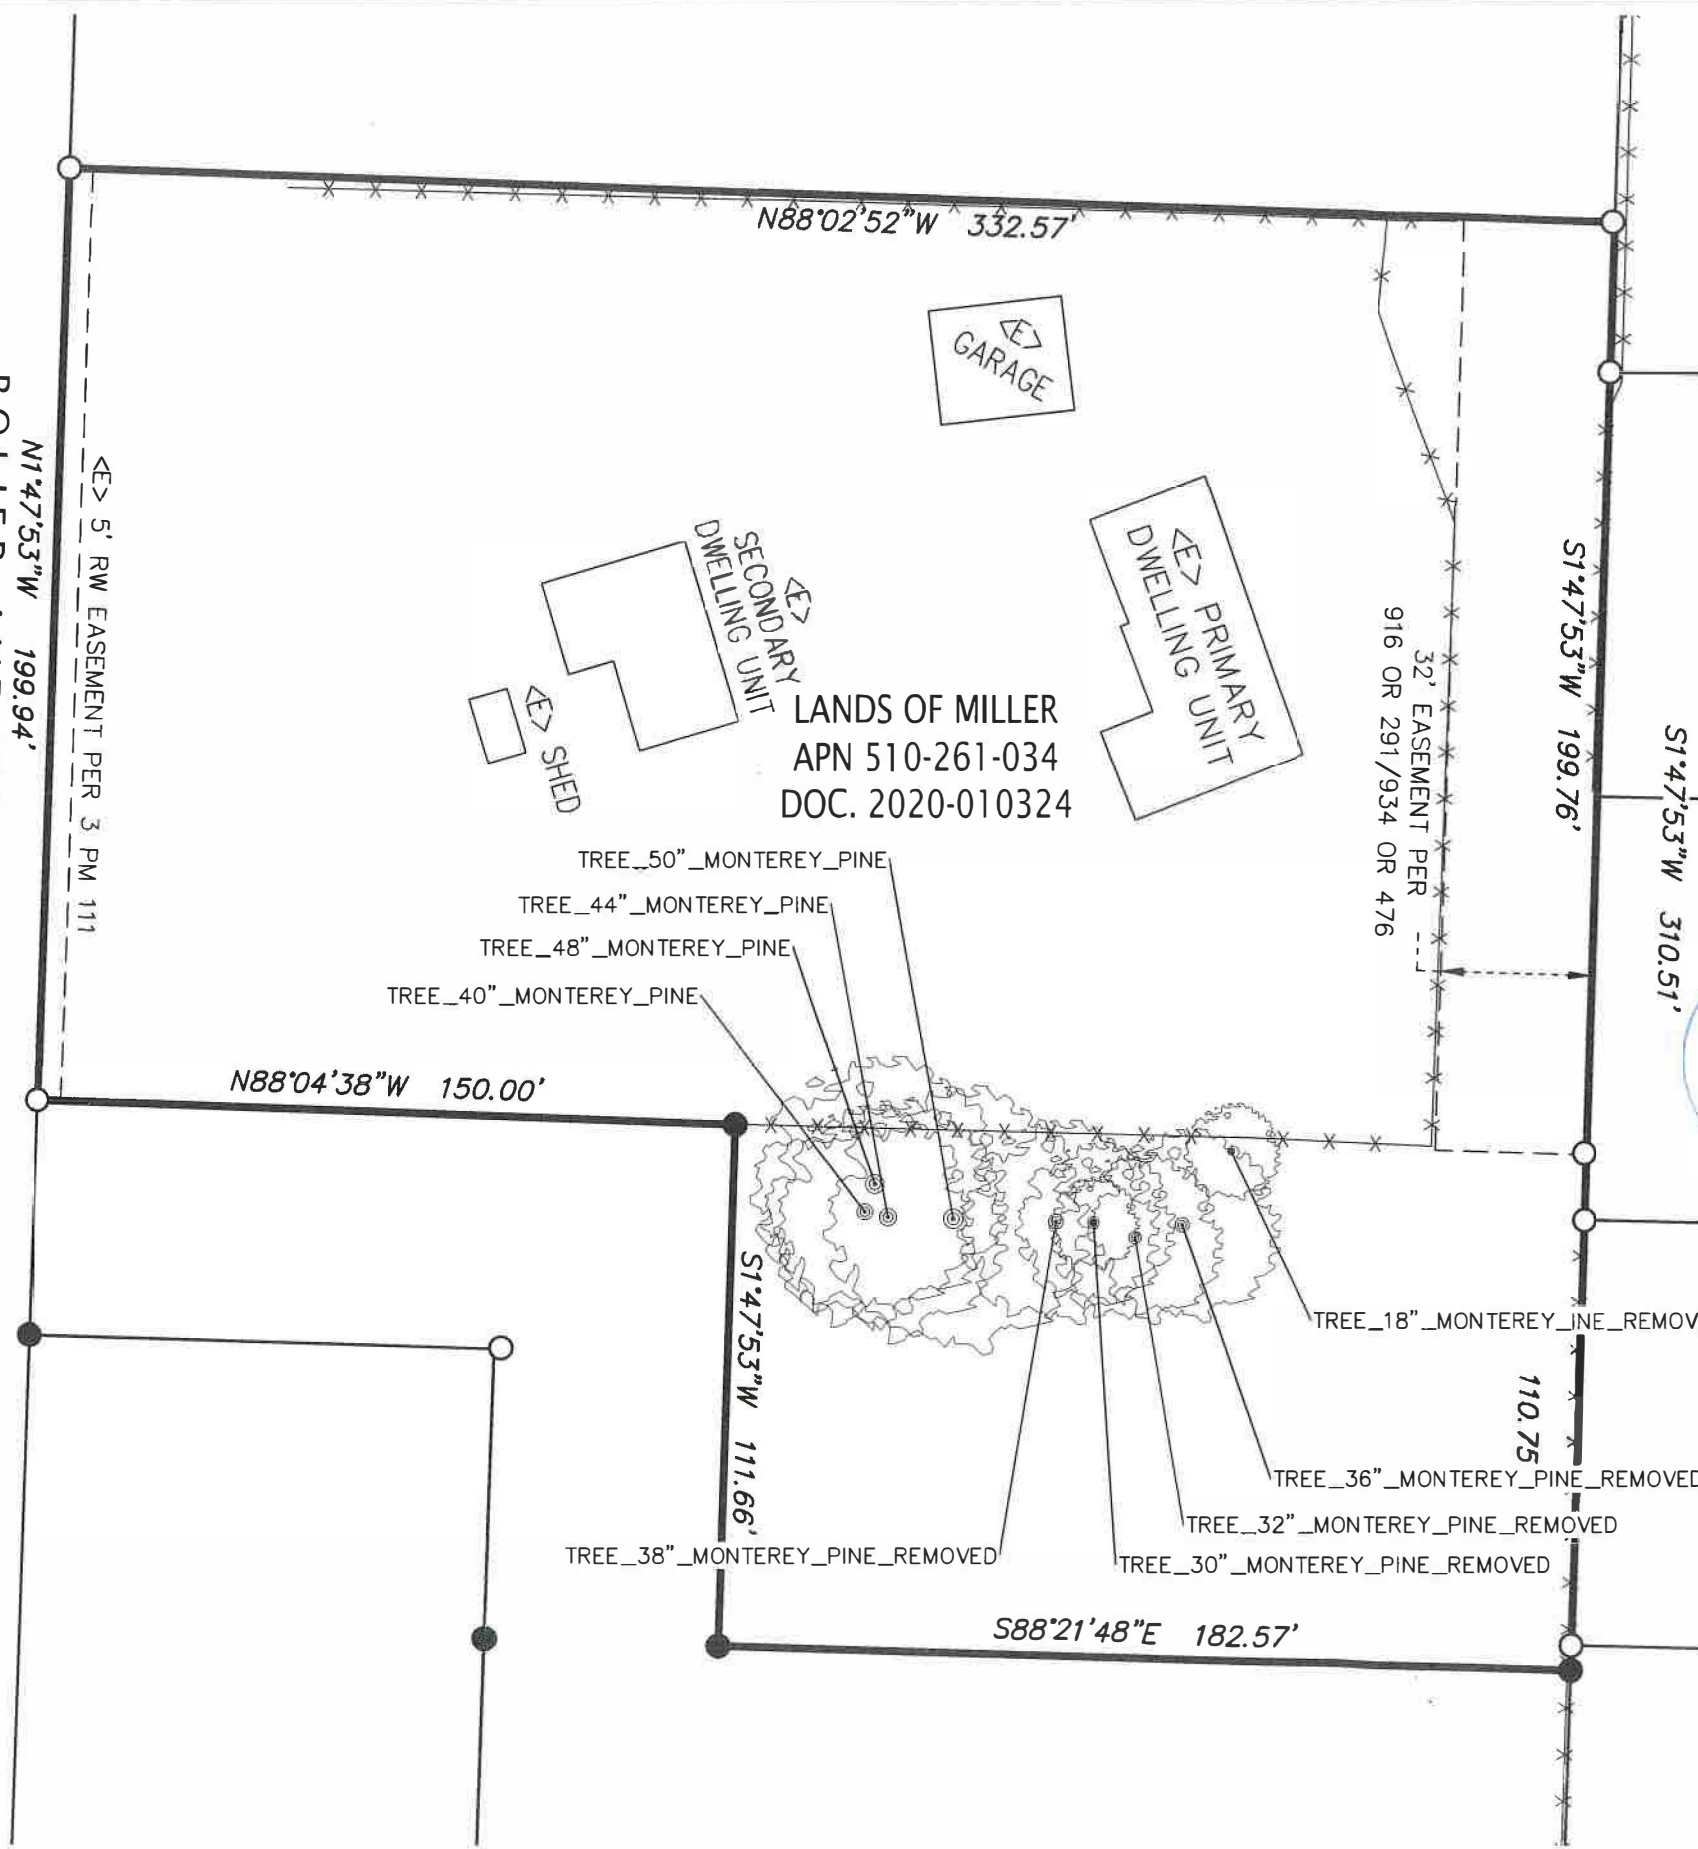 N88°02'52"W 332.57'
<E>
GARAGE
<E> PRIMARY
DWELLING UNIT
<E>
SECONDARY
DWELLING UNIT
<E> SHED
LANDS OF MILLER
APN 510-261-034
DOC. 2020-010324
32' EASEMENT PER
916 OR 291/934 OR 476
S1°47'53"W 199.76'
S1°47'53"W 310.51'
N1°47'53"W 199.94'
<E> 5' RW EASEMENT PER 3 PM 111
TREE_50"_MONTEREY_PINE
TREE_44"_MONTEREY_PINE
TREE_48"_MONTEREY_PINE
TREE_40"_MONTEREY_PINE
N88°04'38"W 150.00'
S1°47'53"W 111.66'
TREE_18"_MONTEREY_INE_REMOV
110.75
TREE_36"_MONTEREY_PINE_REMOVED
TREE_32"_MONTEREY_PINE_REMOVED
TREE_38"_MONTEREY_PINE_REMOVED
TREE_30"_MONTEREY_PINE_REMOVED
S88°21'48"E 182.57'